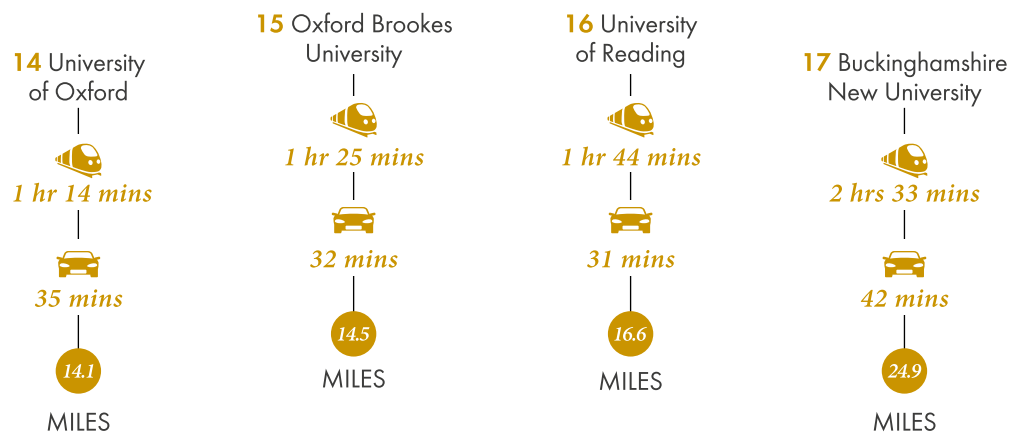 14 University
of Oxford
1 hr 14 mins
35 mins
14.1
MILES
15 Oxford Brookes
University
1 hr 25 mins
32 mins
14.5
MILES
16 University
of Reading
1 hr 44 mins
31 mins
16.6
MILES
17 Buckinghamshire
New University
2 hrs 33 mins
42 mins
24.9
MILES